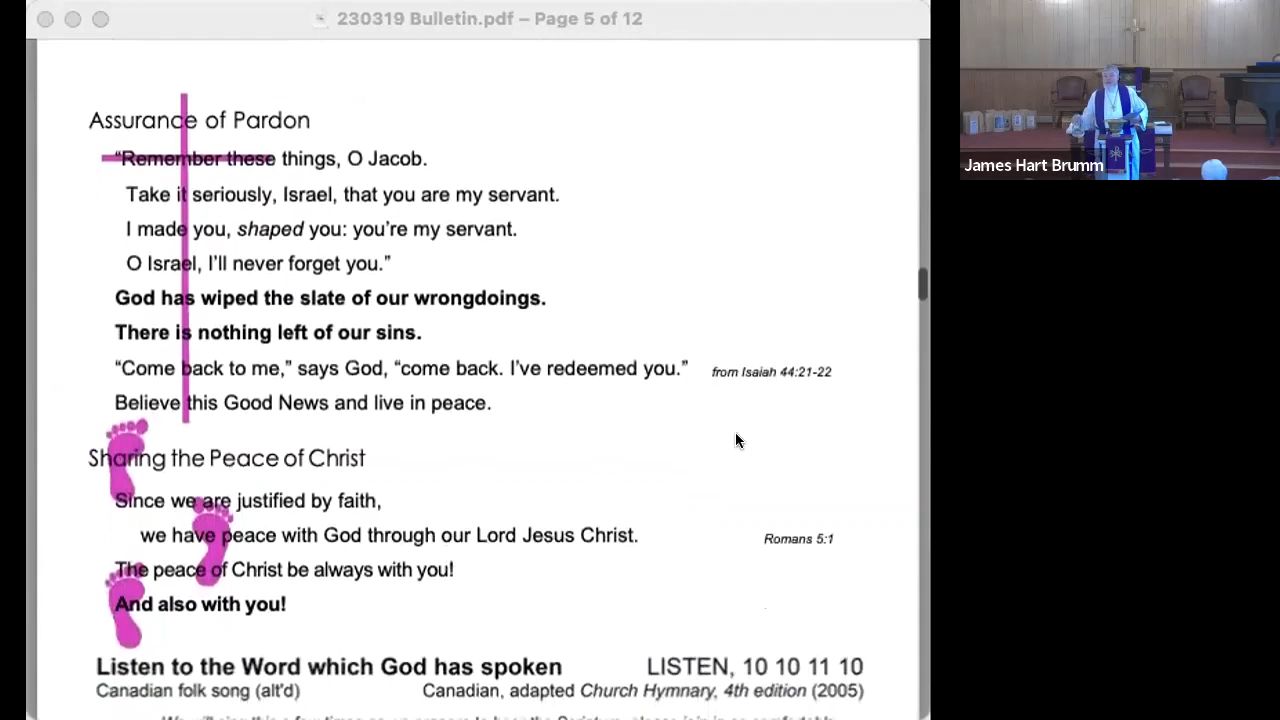 230319 Bulletin.pdf – Page 5 of 12
Assurance of Pardon
“Remember these things, O Jacob.
Take it seriously, Israel, that you are my servant.
I made you, shaped you: you’re my servant.
O Israel, I’ll never forget you.”
God has wiped the slate of our wrongdoings.
There is nothing left of our sins.
“Come back to me,” says God, “come back. I’ve redeemed you.” from Isaiah 44:21-22
Believe this Good News and live in peace.
Sharing the Peace of Christ
Since we are justified by faith,
we have peace with God through our Lord Jesus Christ. Romans 5:1
The peace of Christ be always with you!
And also with you!
Listen to the Word which God has spoken LISTEN, 10 10 11 10
Canadian folk song (alt'd) Canadian, adapted Church Hymnary, 4th edition (2005)
James Hart Brumm